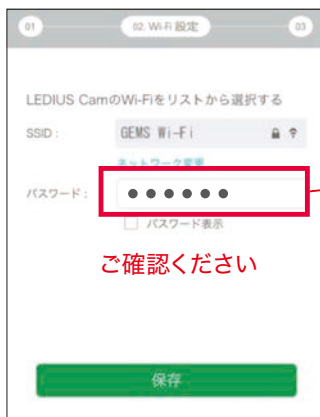 01 02. Wi-Fi 設定 03
LEDIUS CamのWi-Fiをリストから選択する
SSID : GEMS Wi-Fi
ネットワーク変更
パスワード : ●●●●●●
パスワード表示
ご確認ください
保存